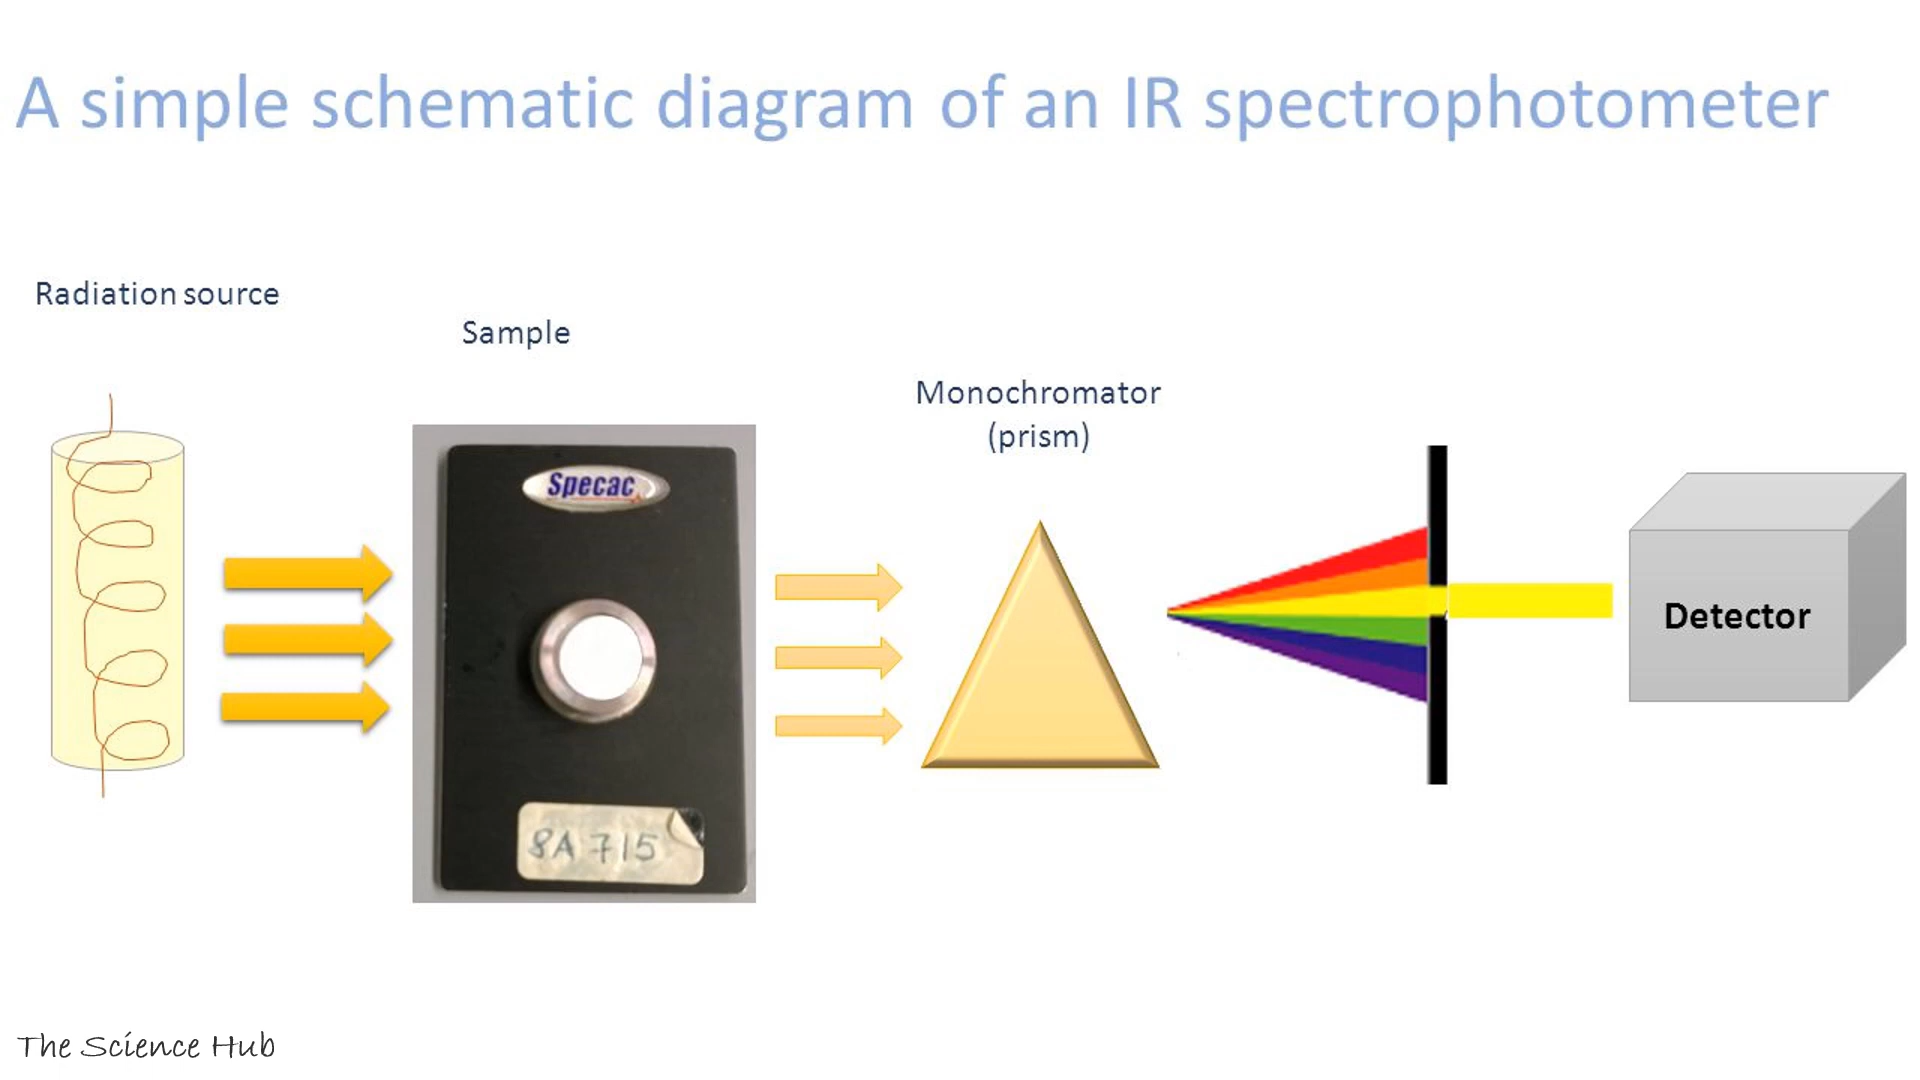 A simple schematic diagram of an IR spectrophotometer
Radiation source
Sample
Monochromator
(prism)
Specac
Detector
8A 715
The Science Hub